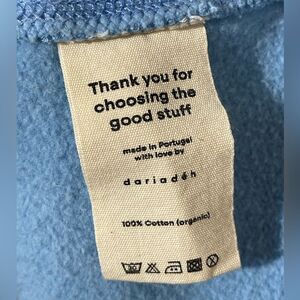 Thank you for
choosing the
good stuff
made in Portugal
with love by
dariadéh
100% Cotton (organic)